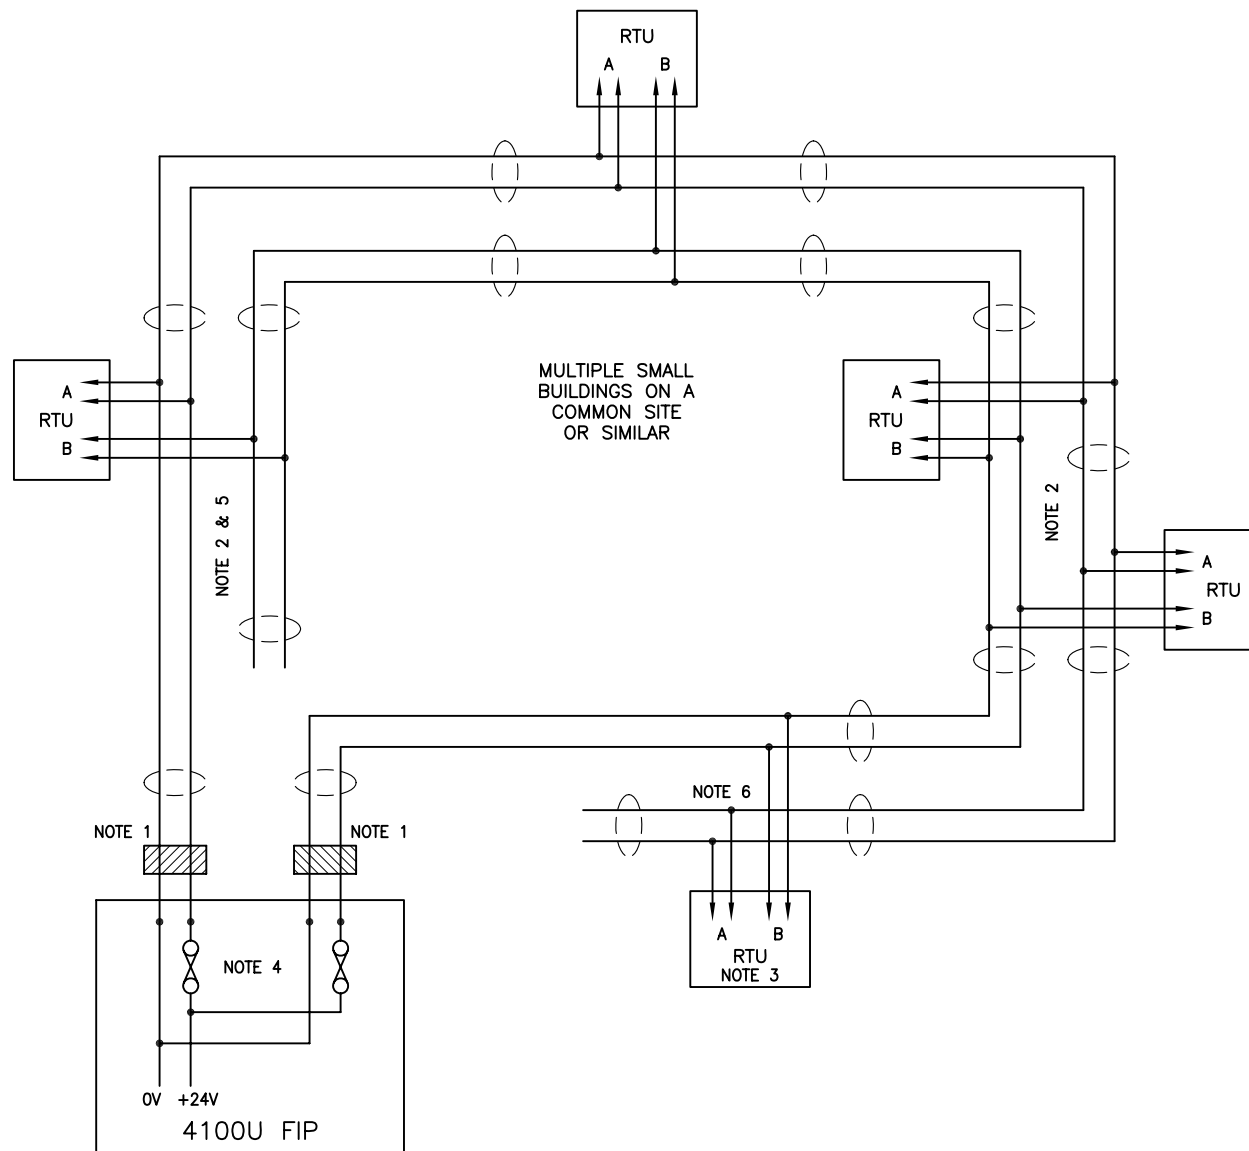 RTU
A B
MULTIPLE SMALL
BUILDINGS ON A
COMMON SITE
OR SIMILAR
A
RTU
B
A
RTU
B
NOTE 2 & 5
NOTE 2
A
RTU
B
NOTE 6
NOTE 1
NOTE 1
A B
RTU
NOTE 3
NOTE 4
0V +24V
4100U FIP